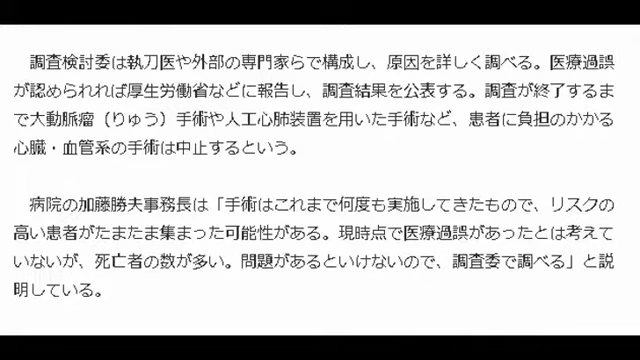 調査検討委は執刀医や外部の専門家らで構成し、原因を詳しく調べる。医療過誤
が認められれば厚生労働省などに報告し、調査結果を公表する。調査が終了するま
で大動脈瘤（りゅう）手術や人工心肺装置を用いた手術など、患者に負担のかかる
心臓・血管系の手術は中止するという。
病院の加藤勝夫事務長は「手術はこれまで何度も実施してきたもので、リスクの
高い患者がたまたま集まった可能性がある。現時点で医療過誤があったとは考えて
いないが、死亡者の数が多い。問題があるといけないので、調査委で調べる」と説
明している。